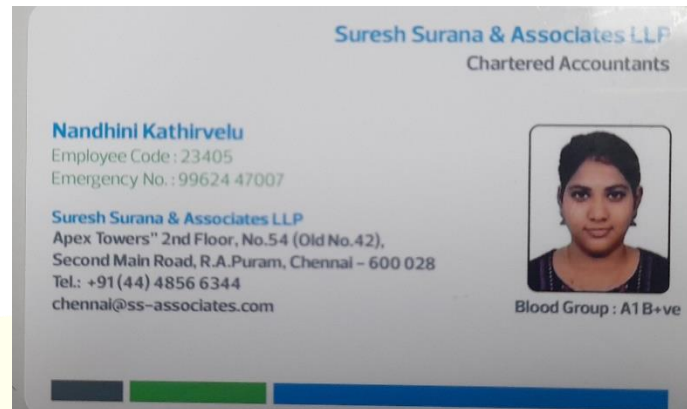 Suresh Surana & Associates LLP
Chartered Accountants
Nandhini Kathirvelu
Employee Code : 23405
Emergency No. : 99624 47007
Suresh Surana & Associates LLP
Apex Towers" 2nd Floor, No.54 (Old No.42),
Second Main Road, R.A.Puram, Chennai – 600 028
Tel.: +91 (44) 4856 6344
chennai@ss-associates.com
Blood Group : A1 B+ve